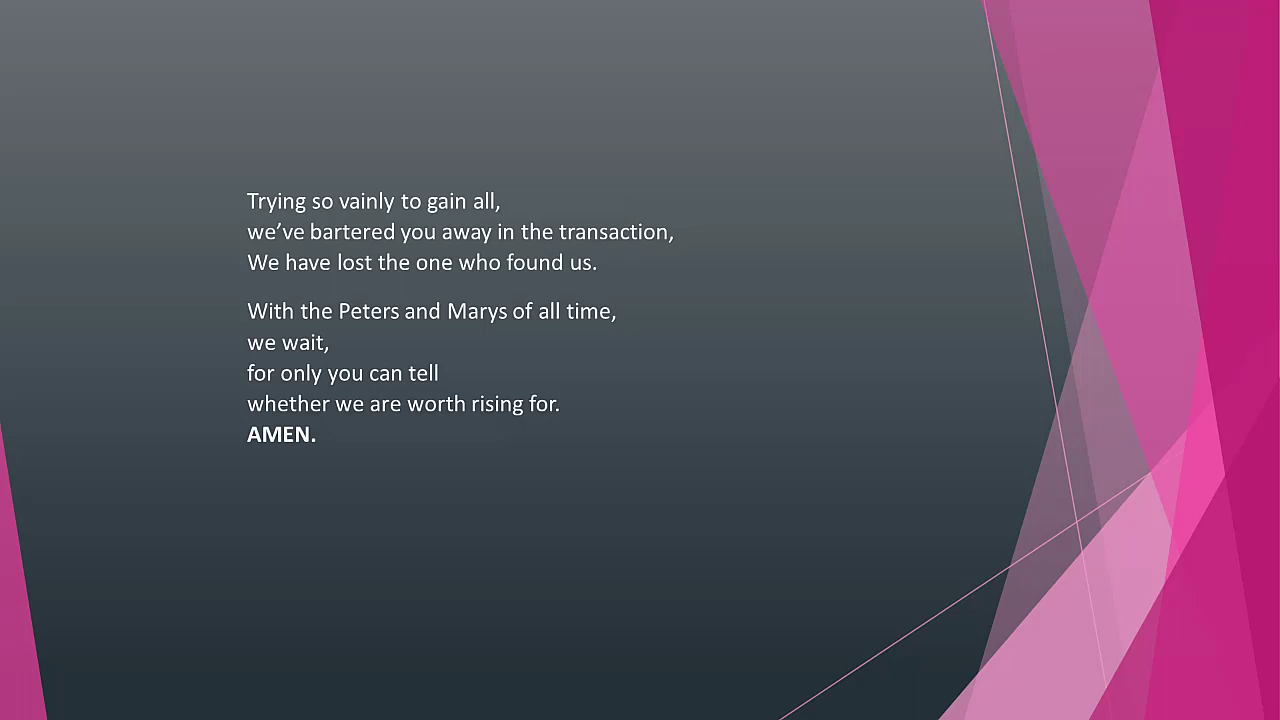 Trying so vainly to gain all,
we’ve bartered you away in the transaction,
We have lost the one who found us.
With the Peters and Marys of all time,
we wait,
for only you can tell
whether we are worth rising for.
AMEN.